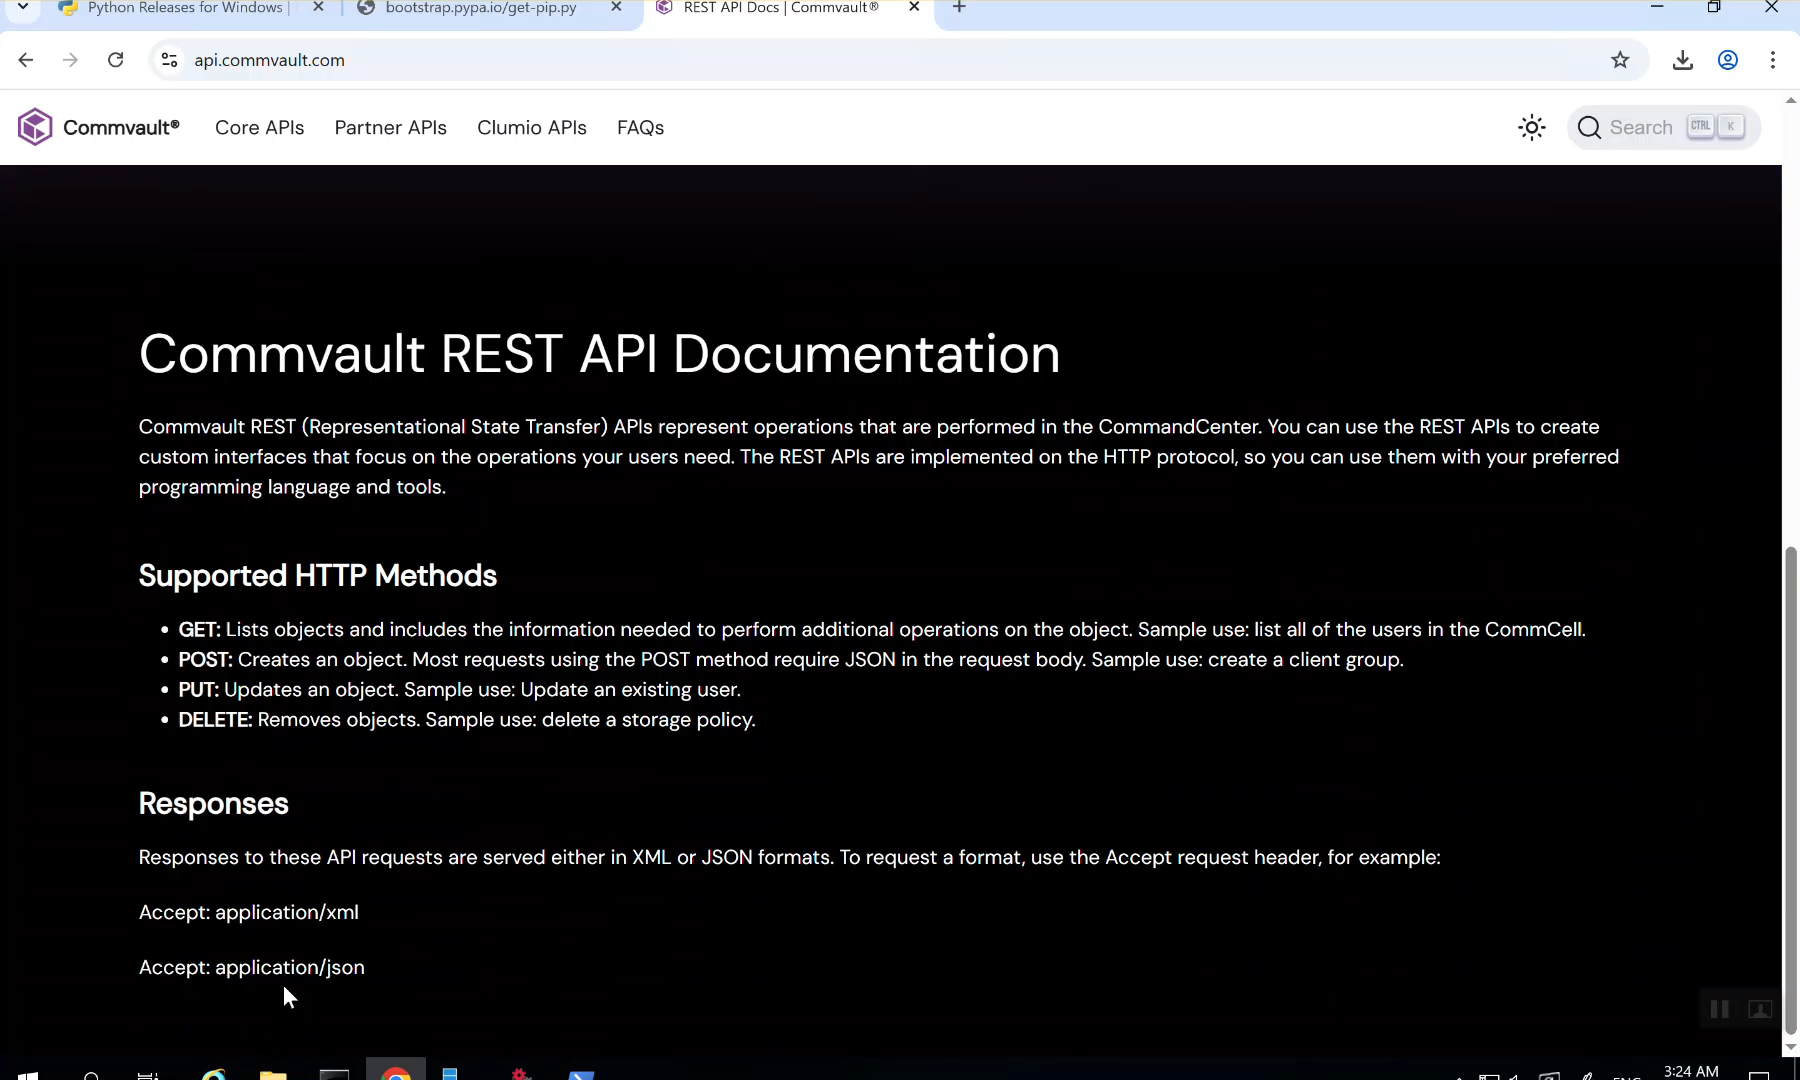 Python Releases for Windows |
bootstrap.pypa.io/get-pip.py
REST API Docs | Commvault®
api.commvault.com
Commvault®
Core APIs
Partner APIs
Clumio APIs
FAQs
Search
CTRL
K
Commvault REST API Documentation
Commvault REST (Representational State Transfer) APIs represent operations that are performed in the CommandCenter. You can use the REST APIs to create
custom interfaces that focus on the operations your users need. The REST APIs are implemented on the HTTP protocol, so you can use them with your preferred
programming language and tools.
Supported HTTP Methods
• GET: Lists objects and includes the information needed to perform additional operations on the object. Sample use: list all of the users in the CommCell.
• POST: Creates an object. Most requests using the POST method require JSON in the request body. Sample use: create a client group.
• PUT: Updates an object. Sample use: Update an existing user.
• DELETE: Removes objects. Sample use: delete a storage policy.
Responses
Responses to these API requests are served either in XML or JSON formats. To request a format, use the Accept request header, for example:
Accept: application/xml
Accept: application/json
3:24 AM